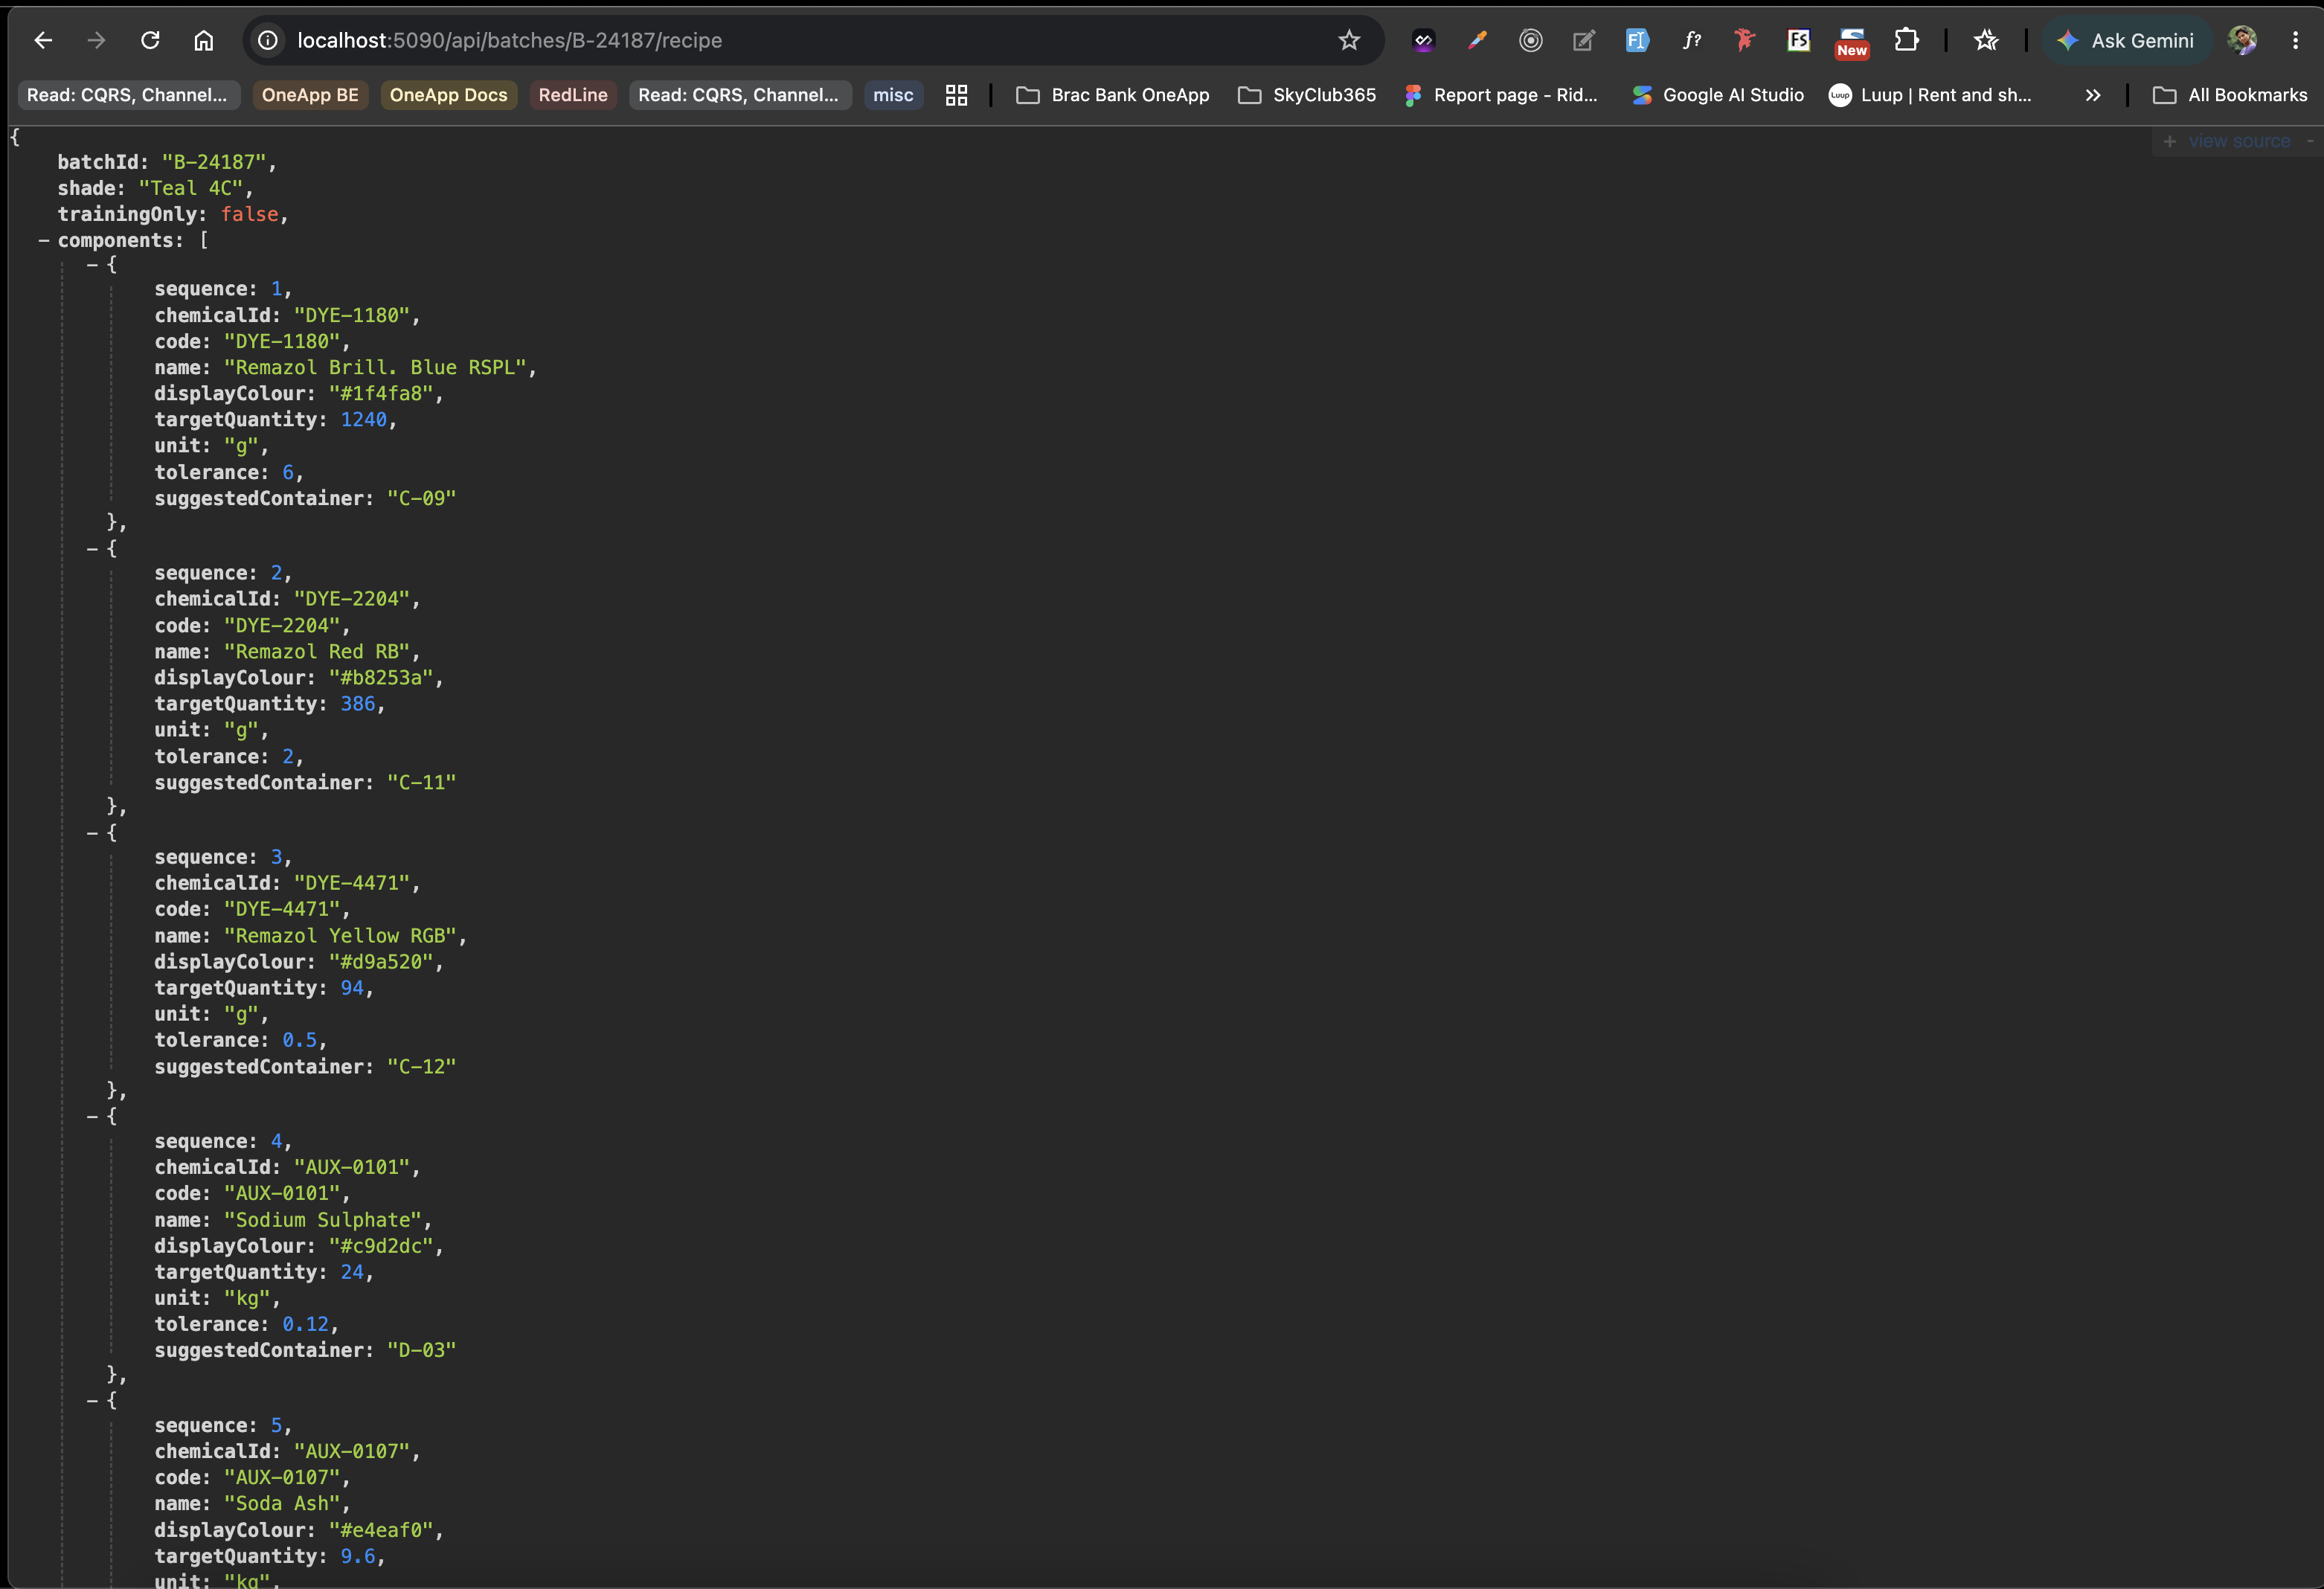 localhost:5090/api/batches/B-24187/recipe
f?
FS
New
Ask Gemini
Read: CQRS, Channel...
OneApp BE
OneApp Docs
RedLine
Read: CQRS, Channel...
misc
Brac Bank OneApp
SkyClub365
Report page - Rid...
Google AI Studio
Luup | Rent and sh...
All Bookmarks
+ view source -
{
batchId: "B-24187",
shade: "Teal 4C",
trainingOnly: false,
− components: [
− {
sequence: 1,
chemicalId: "DYE-1180",
code: "DYE-1180",
name: "Remazol Brill. Blue RSPL",
displayColour: "#1f4fa8",
targetQuantity: 1240,
unit: "g",
tolerance: 6,
suggestedContainer: "C-09"
},
− {
sequence: 2,
chemicalId: "DYE-2204",
code: "DYE-2204",
name: "Remazol Red RB",
displayColour: "#b8253a",
targetQuantity: 386,
unit: "g",
tolerance: 2,
suggestedContainer: "C-11"
},
− {
sequence: 3,
chemicalId: "DYE-4471",
code: "DYE-4471",
name: "Remazol Yellow RGB",
displayColour: "#d9a520",
targetQuantity: 94,
unit: "g",
tolerance: 0.5,
suggestedContainer: "C-12"
},
− {
sequence: 4,
chemicalId: "AUX-0101",
code: "AUX-0101",
name: "Sodium Sulphate",
displayColour: "#c9d2dc",
targetQuantity: 24,
unit: "kg",
tolerance: 0.12,
suggestedContainer: "D-03"
},
− {
sequence: 5,
chemicalId: "AUX-0107",
code: "AUX-0107",
name: "Soda Ash",
displayColour: "#e4eaf0",
targetQuantity: 9.6,
unit: "kg",